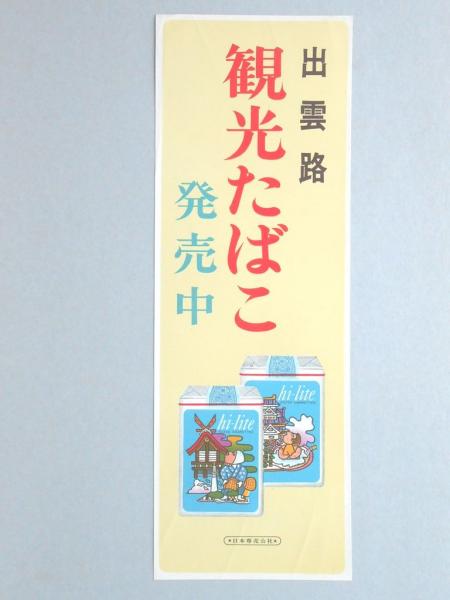 出雲路
観光たばこ
発売中
hi-lite
hi-lite
日本専売公社